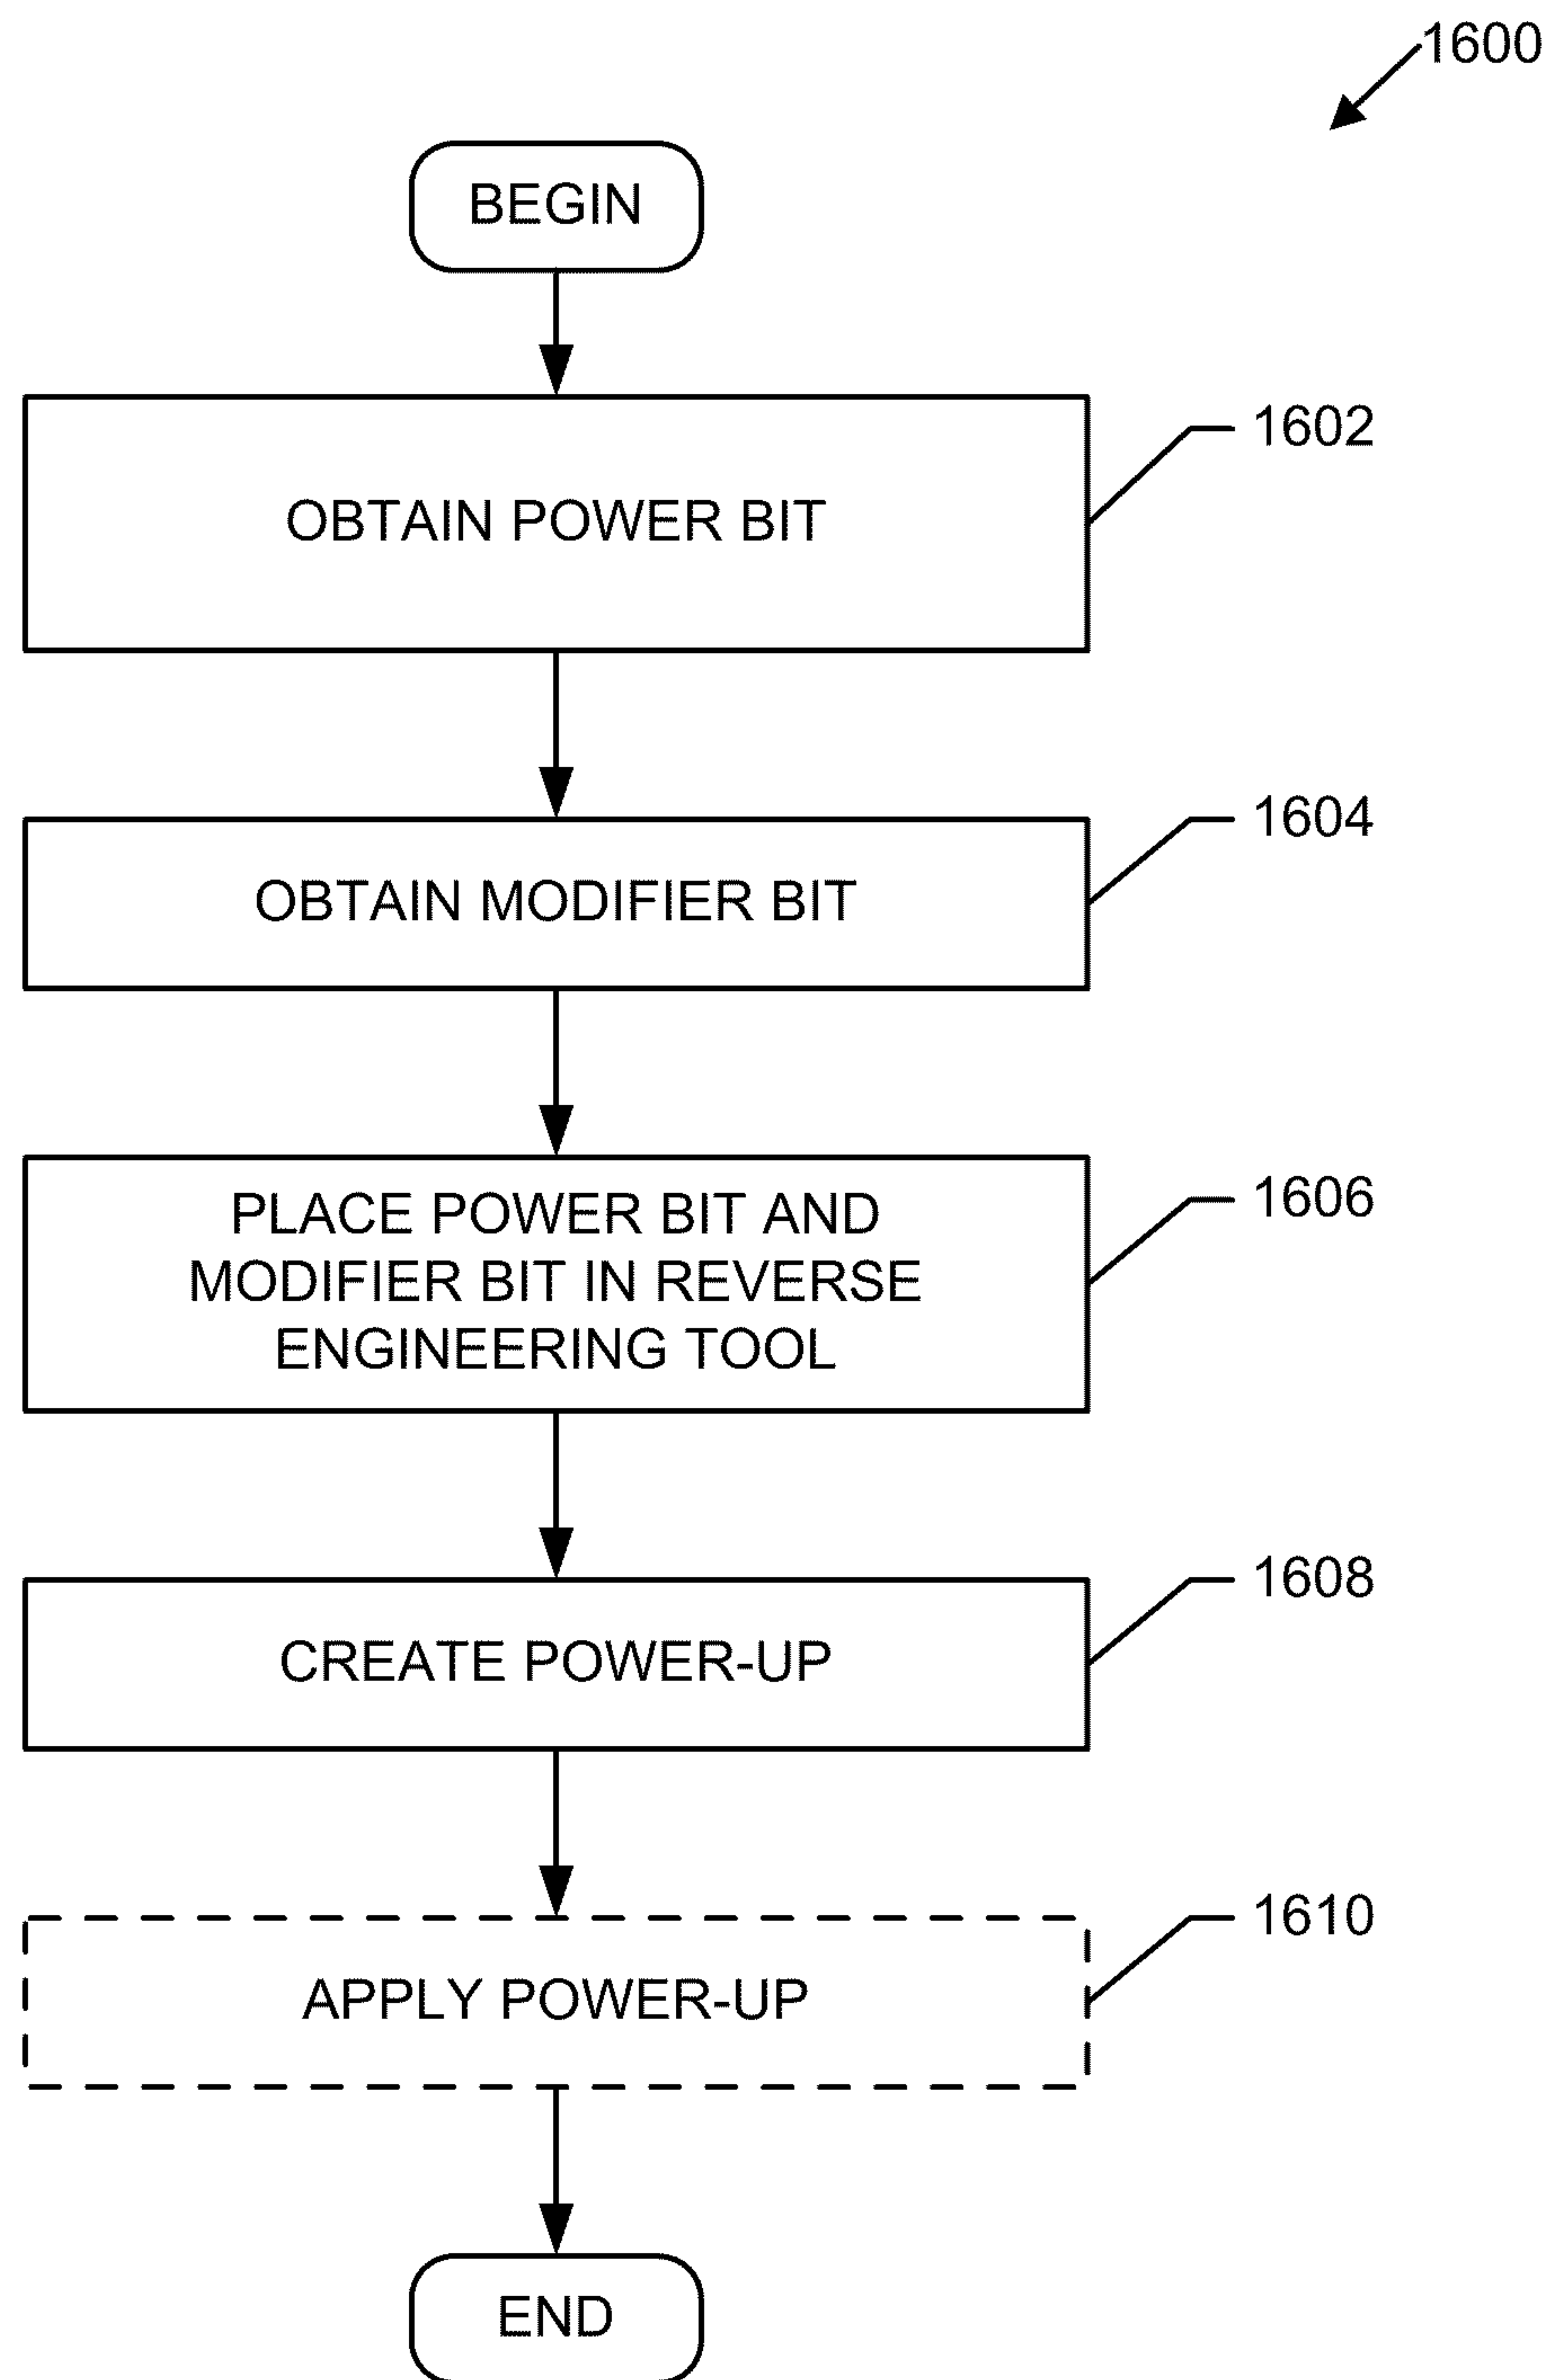 1600
BEGIN
1602
OBTAIN POWER BIT
1604
OBTAIN MODIFIER BIT
1606
PLACE POWER BIT AND
MODIFIER BIT IN REVERSE
ENGINEERING TOOL
1608
CREATE POWER-UP
1610
APPLY POWER-UP
END